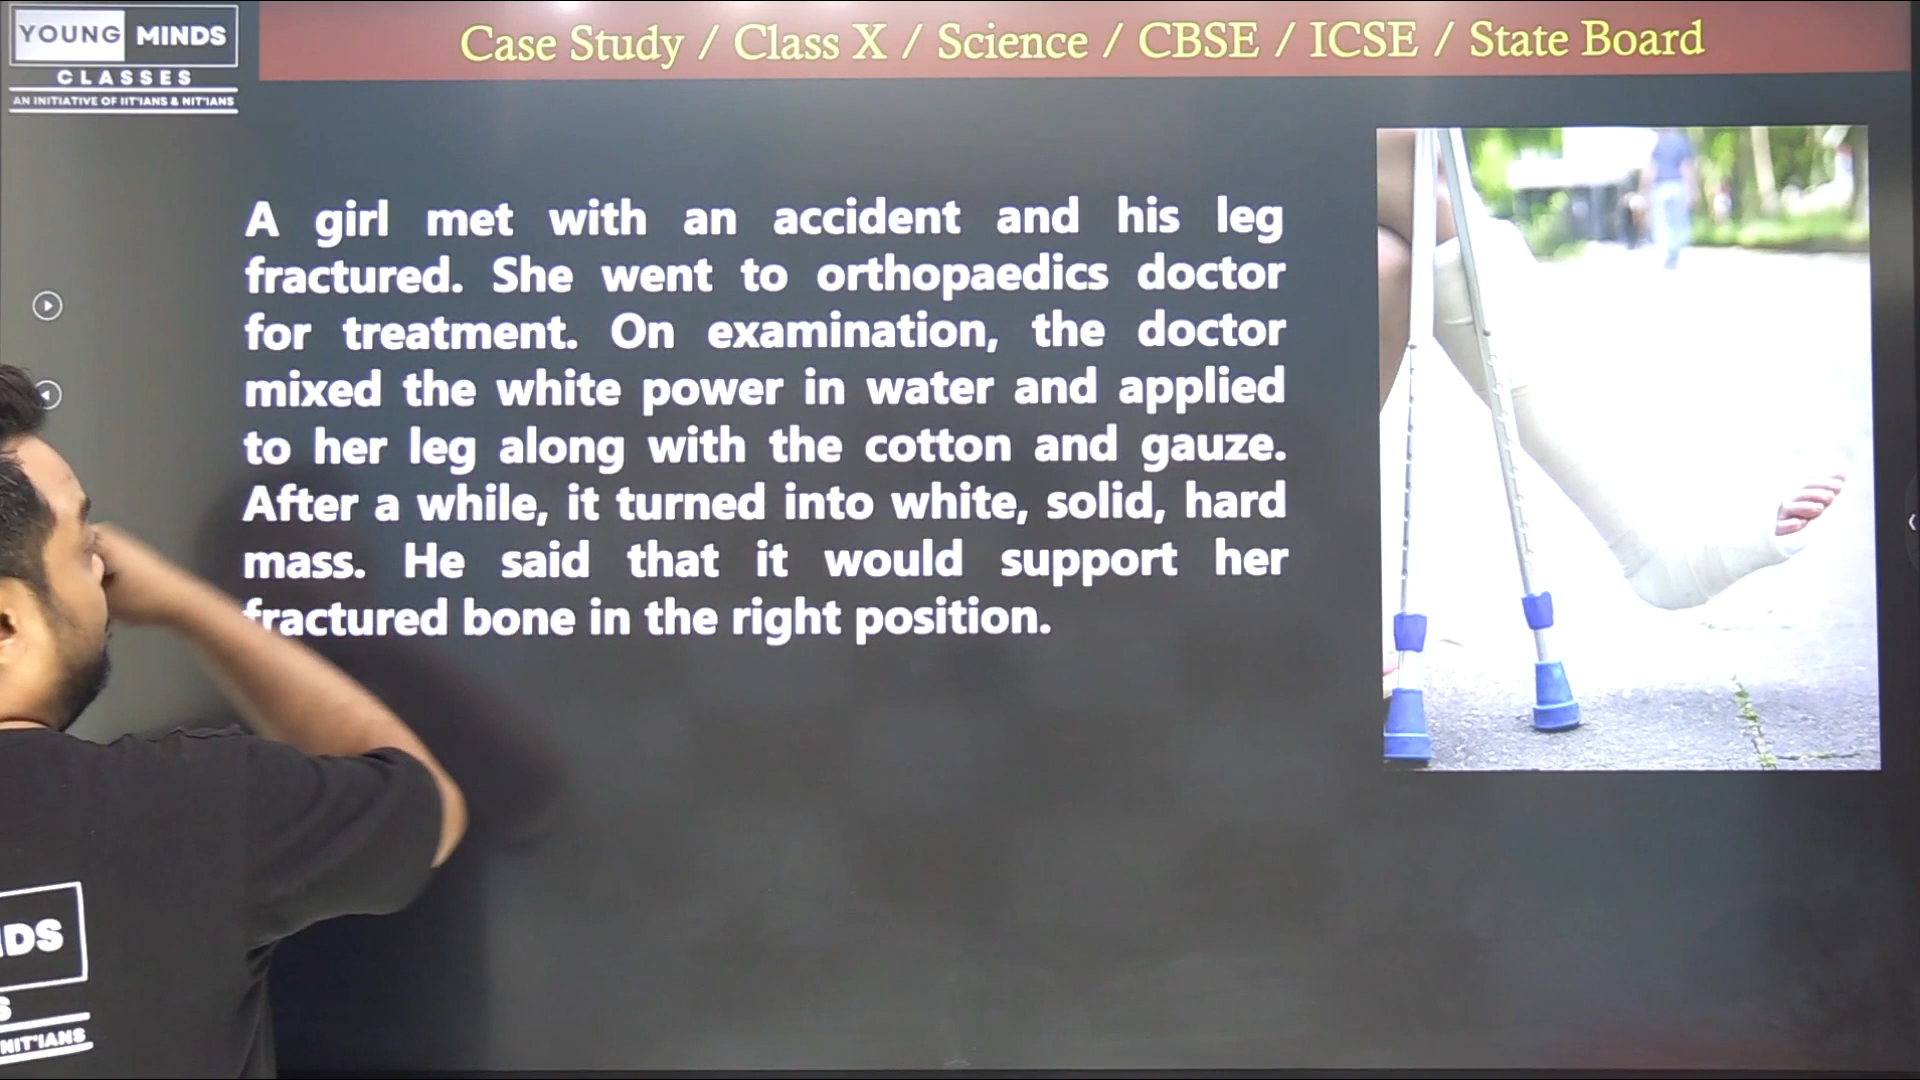 YOUNG MINDS
CLASSES
AN INITIATIVE OF IIT'IANS & NIT'IANS
Case Study / Class X / Science / CBSE / ICSE / State Board
A girl met with an accident and his leg
fractured. She went to orthopaedics doctor
for treatment. On examination, the doctor
mixed the white power in water and applied
to her leg along with the cotton and gauze.
After a while, it turned into white, solid, hard
mass. He said that it would support her
fractured bone in the right position.
NDS
S
NIT'IANS